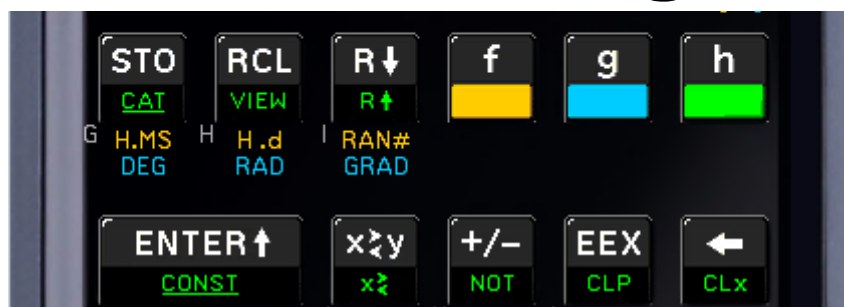 STO RCL R↓ f g h
CAT VIEW R↑
G H.MS H H.d I RAN#
DEG RAD GRAD
ENTER↑ x≷y +/− EEX ←
CONST x≷ NOT CLP CLx